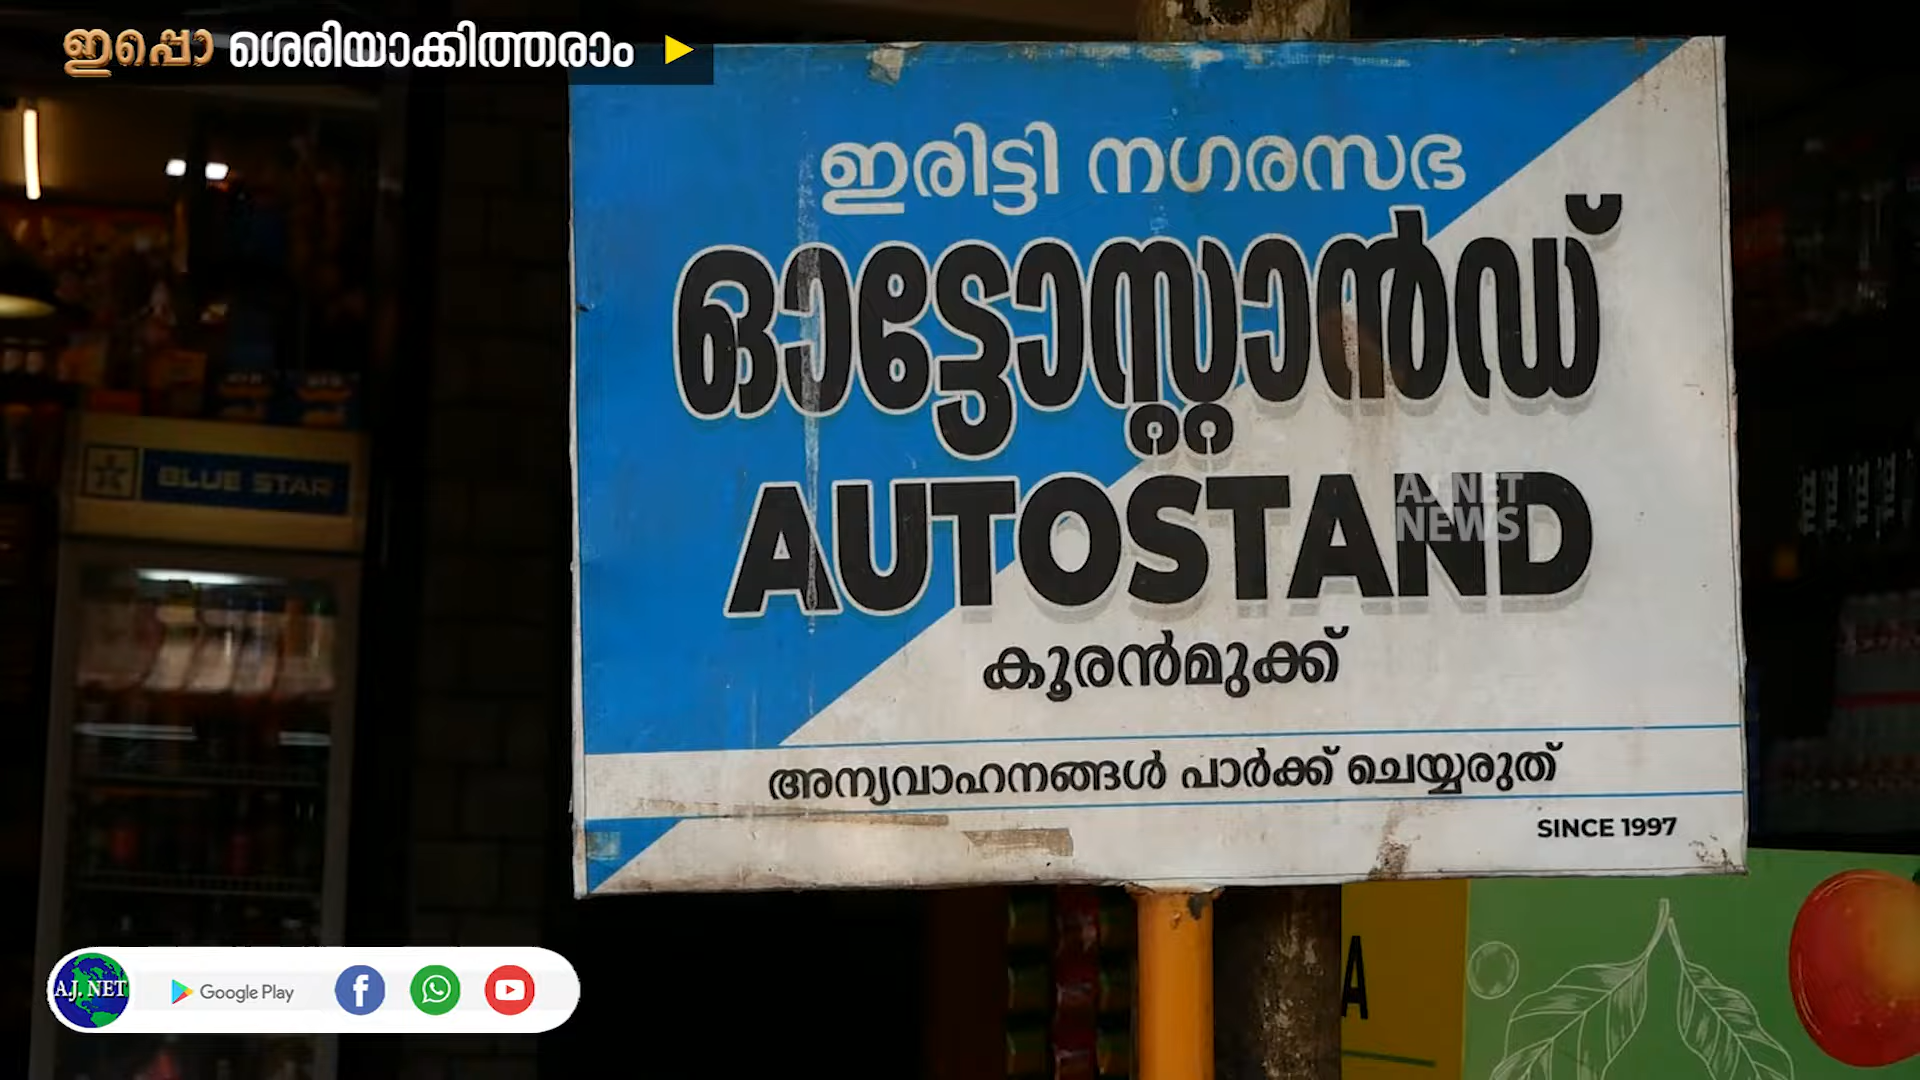 ഇപ്പൊ ശെരിയാക്കിത്തരാം
ഇരിട്ടി നഗരസഭ
ഓട്ടോസ്റ്റാൻഡ്
AUTOSTAND
AJ NET
NEWS
കൂരൻമുക്ക്
അന്യവാഹനങ്ങൾ പാർക്ക് ചെയ്യരുത്
SINCE 1997
BLUE STAR
A.J. NET
Google Play
A